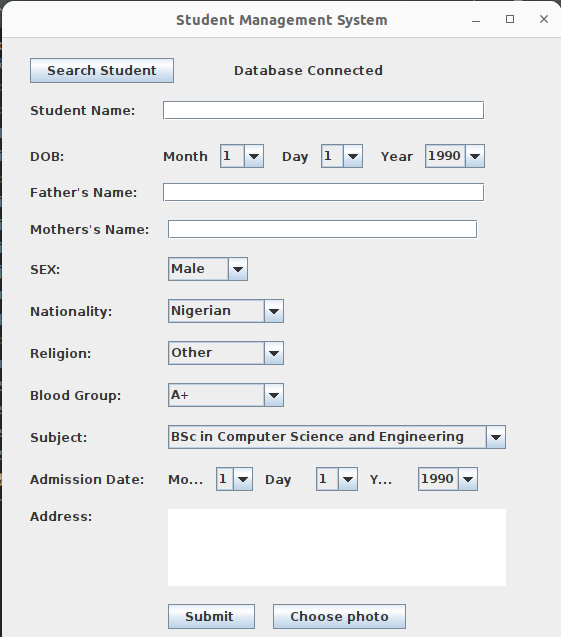 Student Management System
Search Student Database Connected
Student Name:
DOB: Month 1 Day 1 Year 1990
Father's Name:
Mothers's Name:
SEX: Male
Nationality: Nigerian
Religion: Other
Blood Group: A+
Subject: BSc in Computer Science and Engineering
Admission Date: Mo... 1 Day 1 Y... 1990
Address:
Submit Choose photo